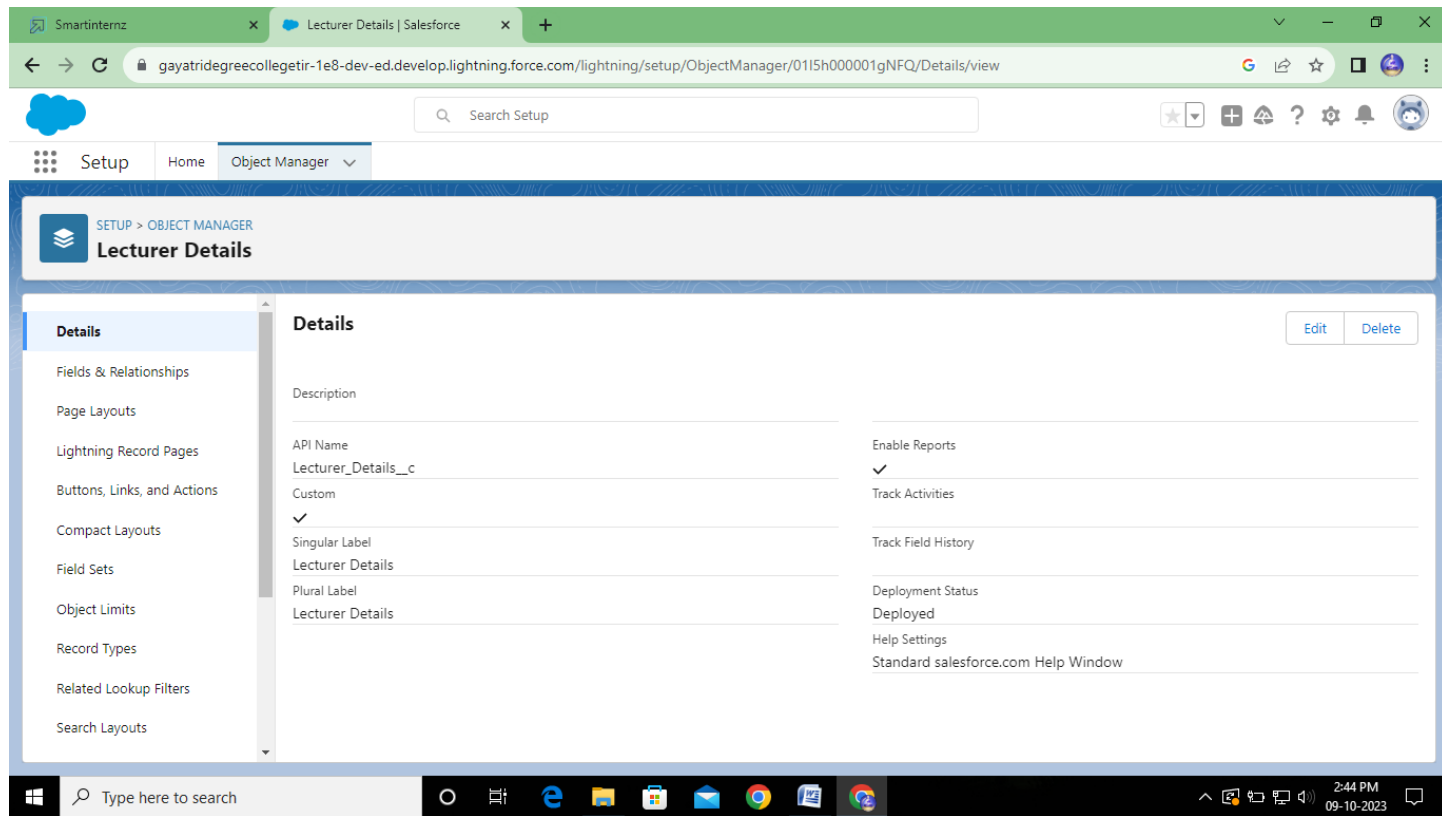 Smartinternz
Lecturer Details | Salesforce
gayatridegreecollegetir-1e8-dev-ed.develop.lightning.force.com/lightning/setup/ObjectManager/01I5h000001gNFQ/Details/view
Search Setup
Setup
Home
Object Manager
SETUP > OBJECT MANAGER
Lecturer Details
Details
Fields & Relationships
Page Layouts
Lightning Record Pages
Buttons, Links, and Actions
Compact Layouts
Field Sets
Object Limits
Record Types
Related Lookup Filters
Search Layouts
Details
Edit
Delete
Description
API Name
Lecturer_Details__c
Custom
Singular Label
Lecturer Details
Plural Label
Lecturer Details
Enable Reports
Track Activities
Track Field History
Deployment Status
Deployed
Help Settings
Standard salesforce.com Help Window
Type here to search
2:44 PM
09-10-2023